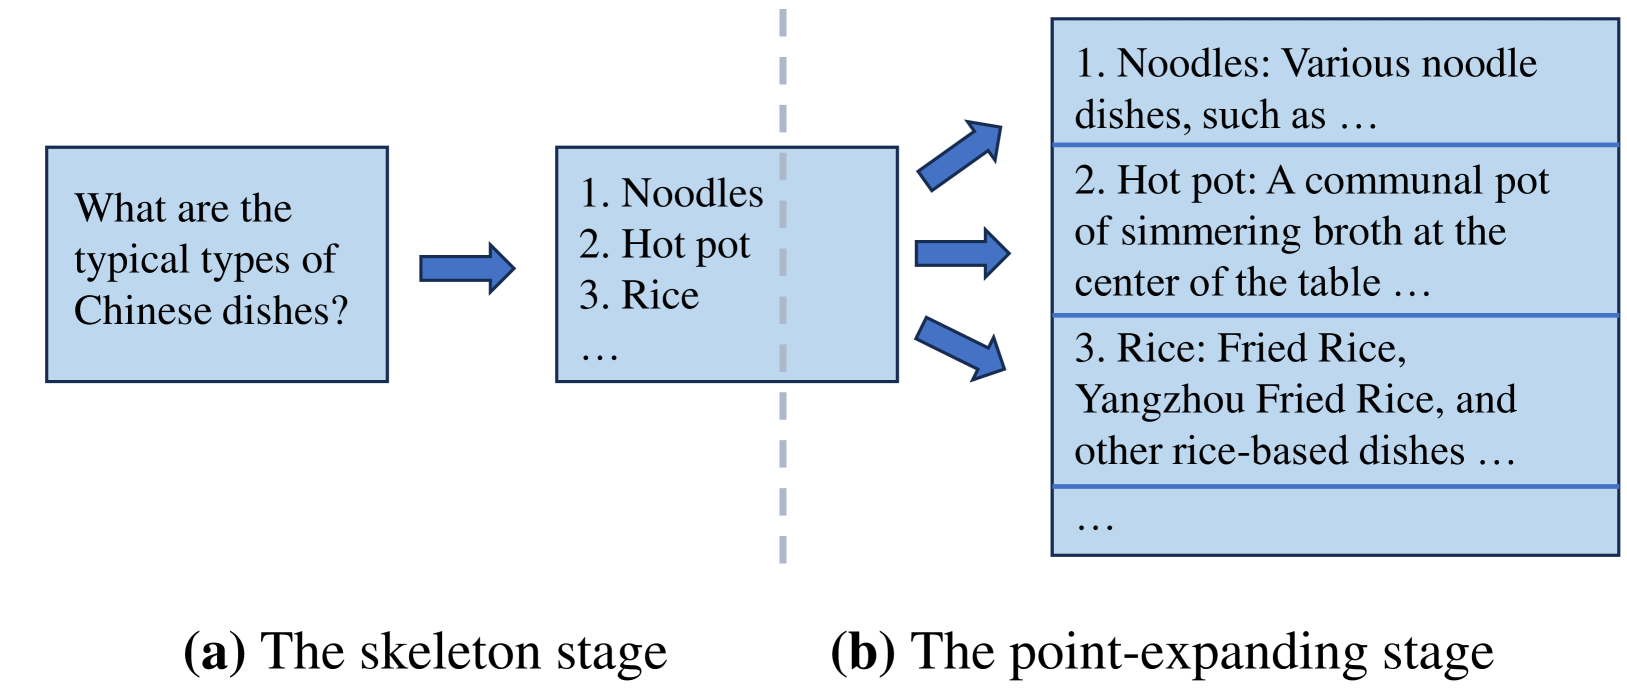 What are the
typical types of
Chinese dishes?
1. Noodles
2. Hot pot
3. Rice
…
1. Noodles: Various noodle
dishes, such as …
2. Hot pot: A communal pot
of simmering broth at the
center of the table …
3. Rice: Fried Rice,
Yangzhou Fried Rice, and
other rice-based dishes …
…
(a) The skeleton stage
(b) The point-expanding stage